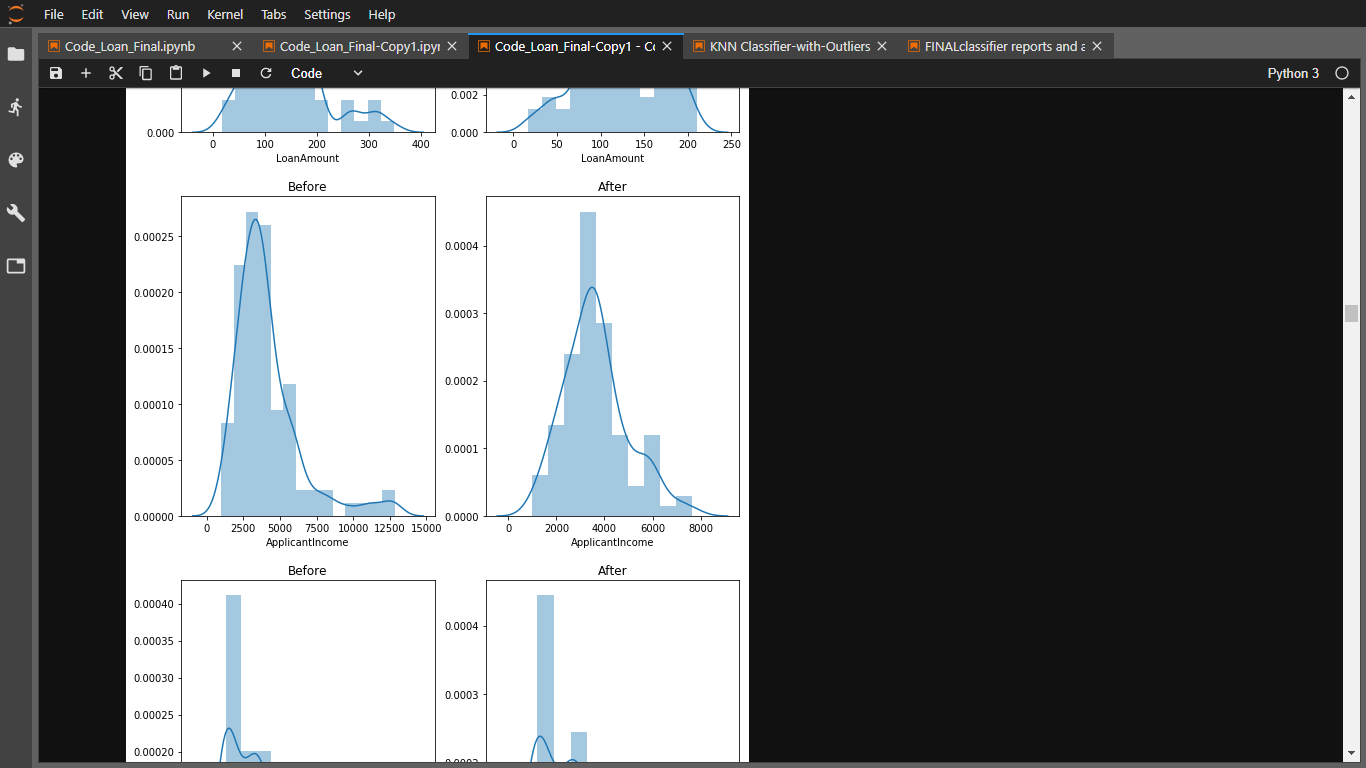 File Edit View Run Kernel Tabs Settings Help
Code_Loan_Final.ipynb
Code_Loan_Final-Copy1.ipyn
Code_Loan_Final-Copy1 - Co
KNN Classifier-with-Outliers
FINALclassifier reports and a
Code
Python 3
0.002
0.000 0.000
0 100 200 300 400
0 50 100 150 200 250
LoanAmount
LoanAmount
Before
After
0.00025
0.00020
0.00015
0.00010
0.00005
0.00000
0.0004
0.0003
0.0002
0.0001
0.0000
0 2500 5000 7500 10000 12500 15000
0 2000 4000 6000 8000
ApplicantIncome
ApplicantIncome
Before
After
0.00040
0.00035
0.00030
0.00025
0.00020
0.0004
0.0003